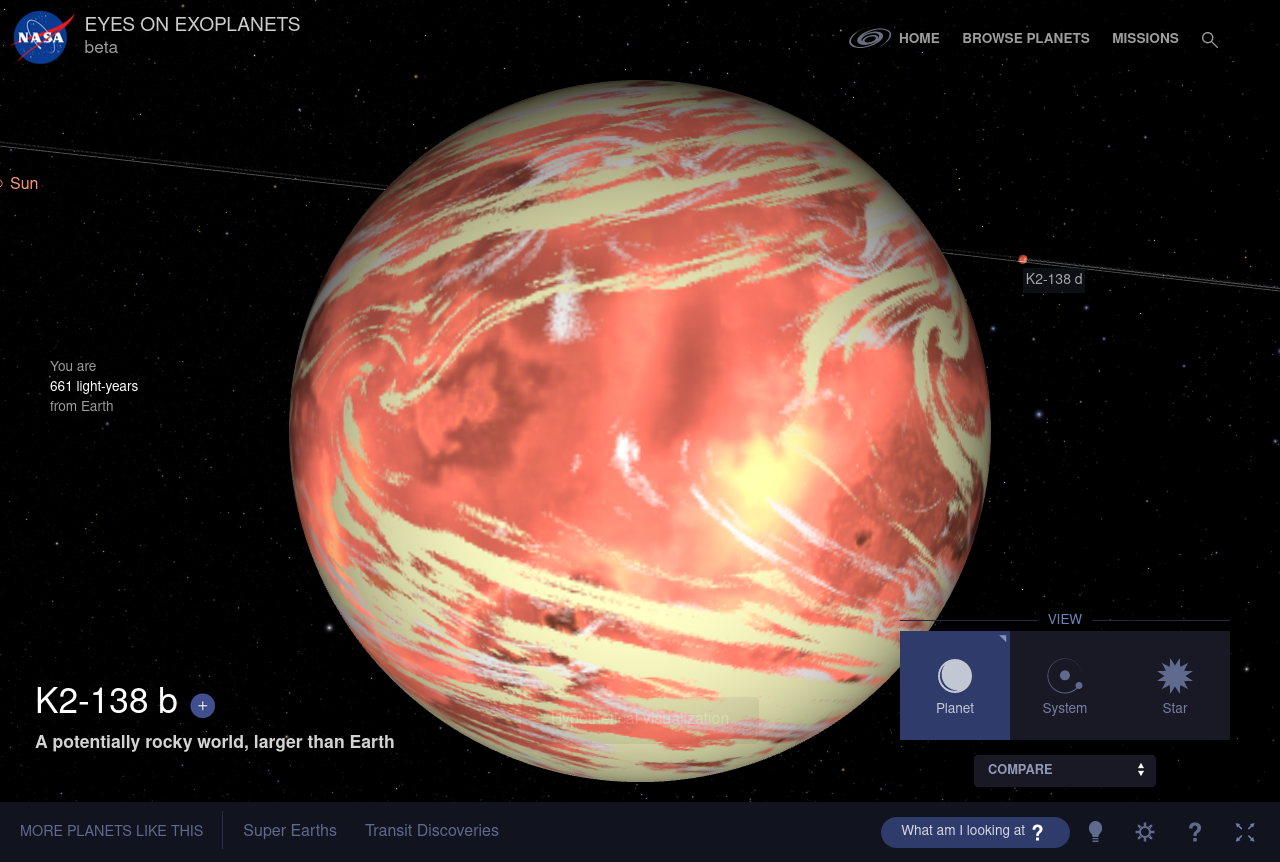 NASA
EYES ON EXOPLANETS
beta
HOME
BROWSE PLANETS
MISSIONS
Sun
K2-138 d
You are
661 light-years
from Earth
Hypothetical visualization
VIEW
Planet
System
Star
K2-138 b +
A potentially rocky world, larger than Earth
COMPARE
MORE PLANETS LIKE THIS
Super Earths
Transit Discoveries
What am I looking at ?
?